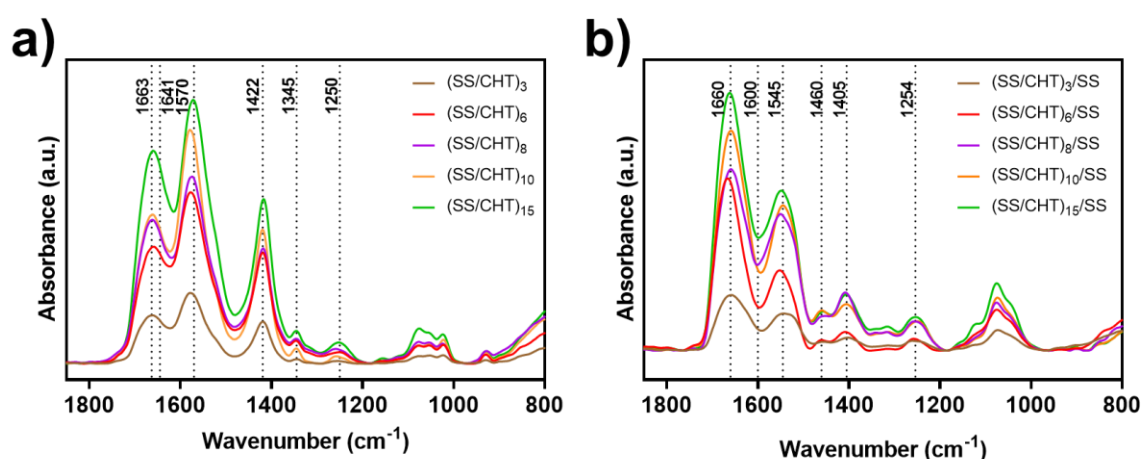 a)
1663
1641
1570
1422
1345
1250
(SS/CHT)₃
(SS/CHT)₆
(SS/CHT)₈
(SS/CHT)₁₀
(SS/CHT)₁₅
Absorbance (a.u.)
1800 1600 1400 1200 1000 800
Wavenumber (cm⁻¹)
b)
1660
1600
1545
1460
1405
1254
(SS/CHT)₃/SS
(SS/CHT)₆/SS
(SS/CHT)₈/SS
(SS/CHT)₁₀/SS
(SS/CHT)₁₅/SS
Absorbance (a.u.)
1800 1600 1400 1200 1000 800
Wavenumber (cm⁻¹)